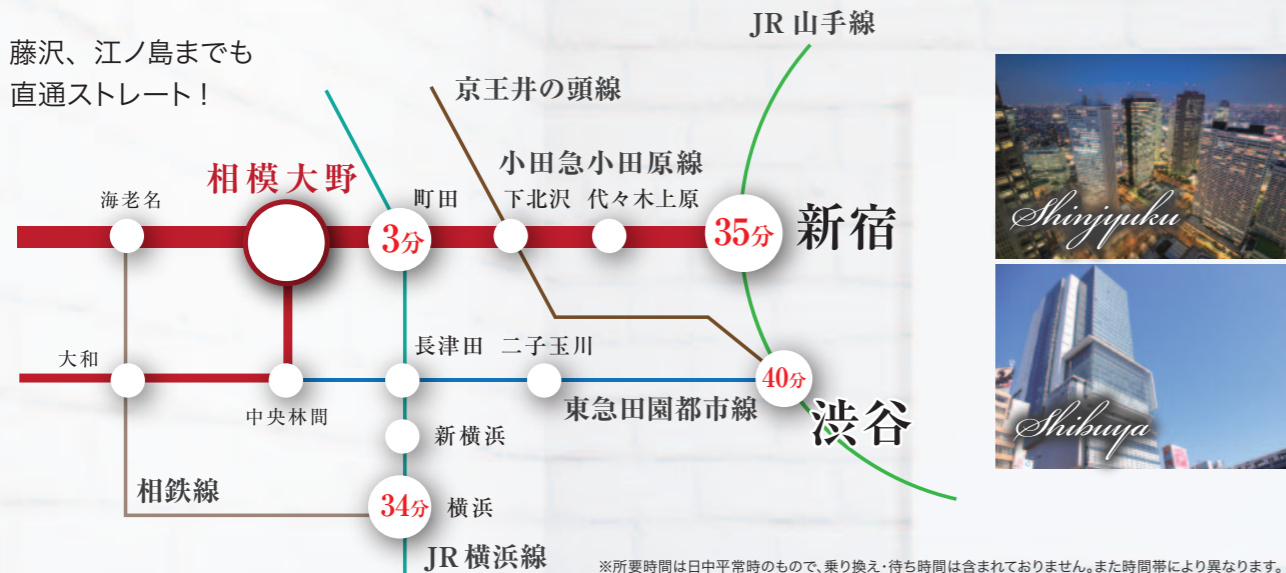 JR 山手線
藤沢、江ノ島までも
直通ストレート！
京王井の頭線
小田急小田原線
相模大野
海老名
町田
下北沢
代々木上原
3分
35分
新宿
Shinjyuku
大和
中央林間
長津田
二子玉川
40分
東急田園都市線
渋谷
Shibuya
新横浜
相鉄線
34分
横浜
JR 横浜線
※所要時間は日中平常時のもので、乗り換え・待ち時間は含まれておりません。また時間帯により異なります。